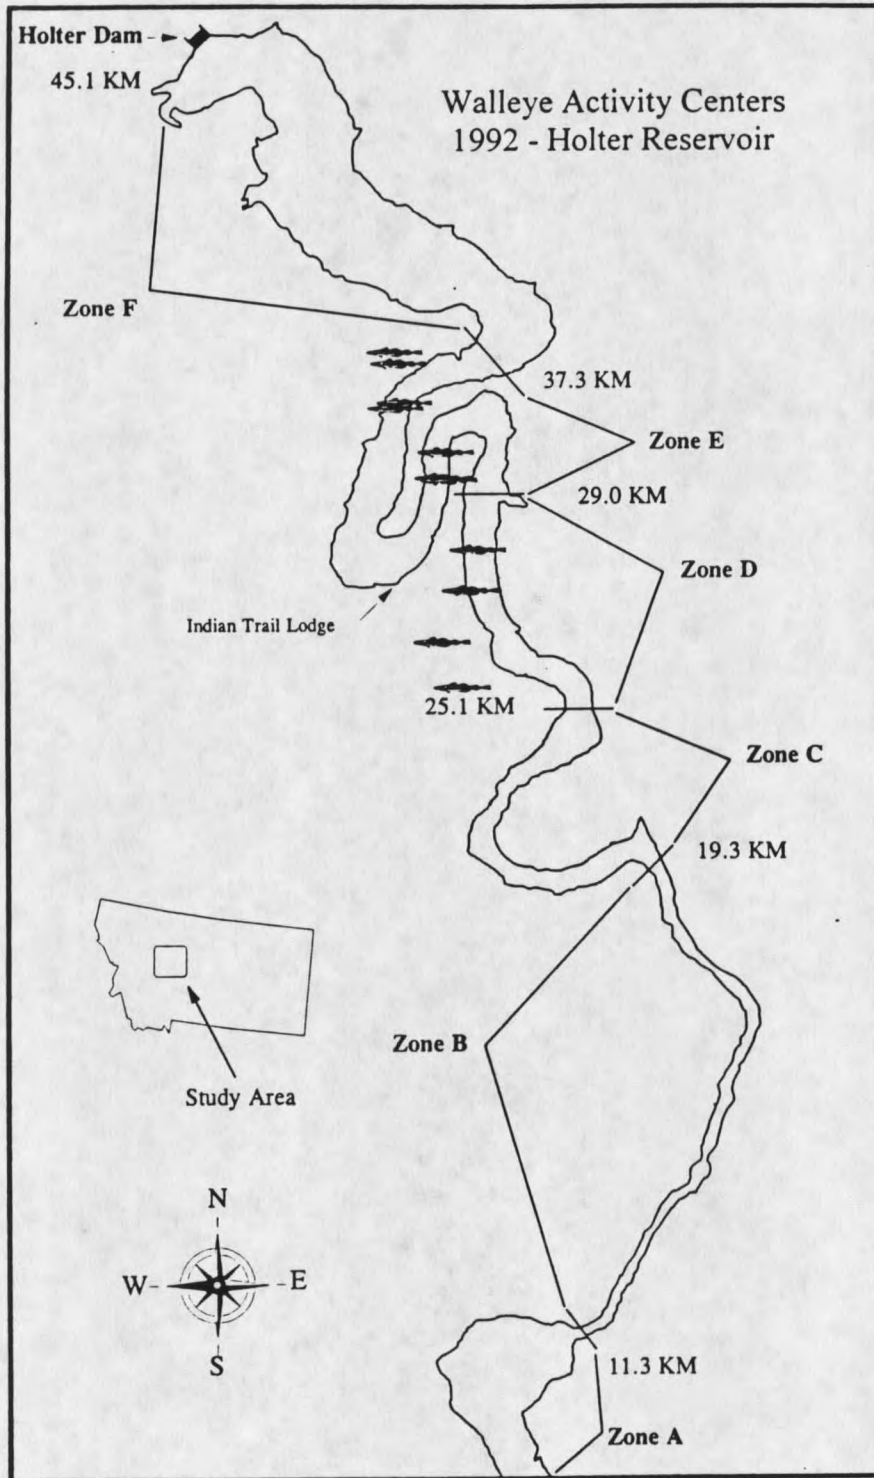 Holter Dam
45.1 KM
Walleye Activity Centers
1992 - Holter Reservoir
Zone F
37.3 KM
Zone E
29.0 KM
Zone D
Indian Trail Lodge
25.1 KM
Zone C
19.3 KM
Zone B
Study Area
N
W
E
S
11.3 KM
Zone A